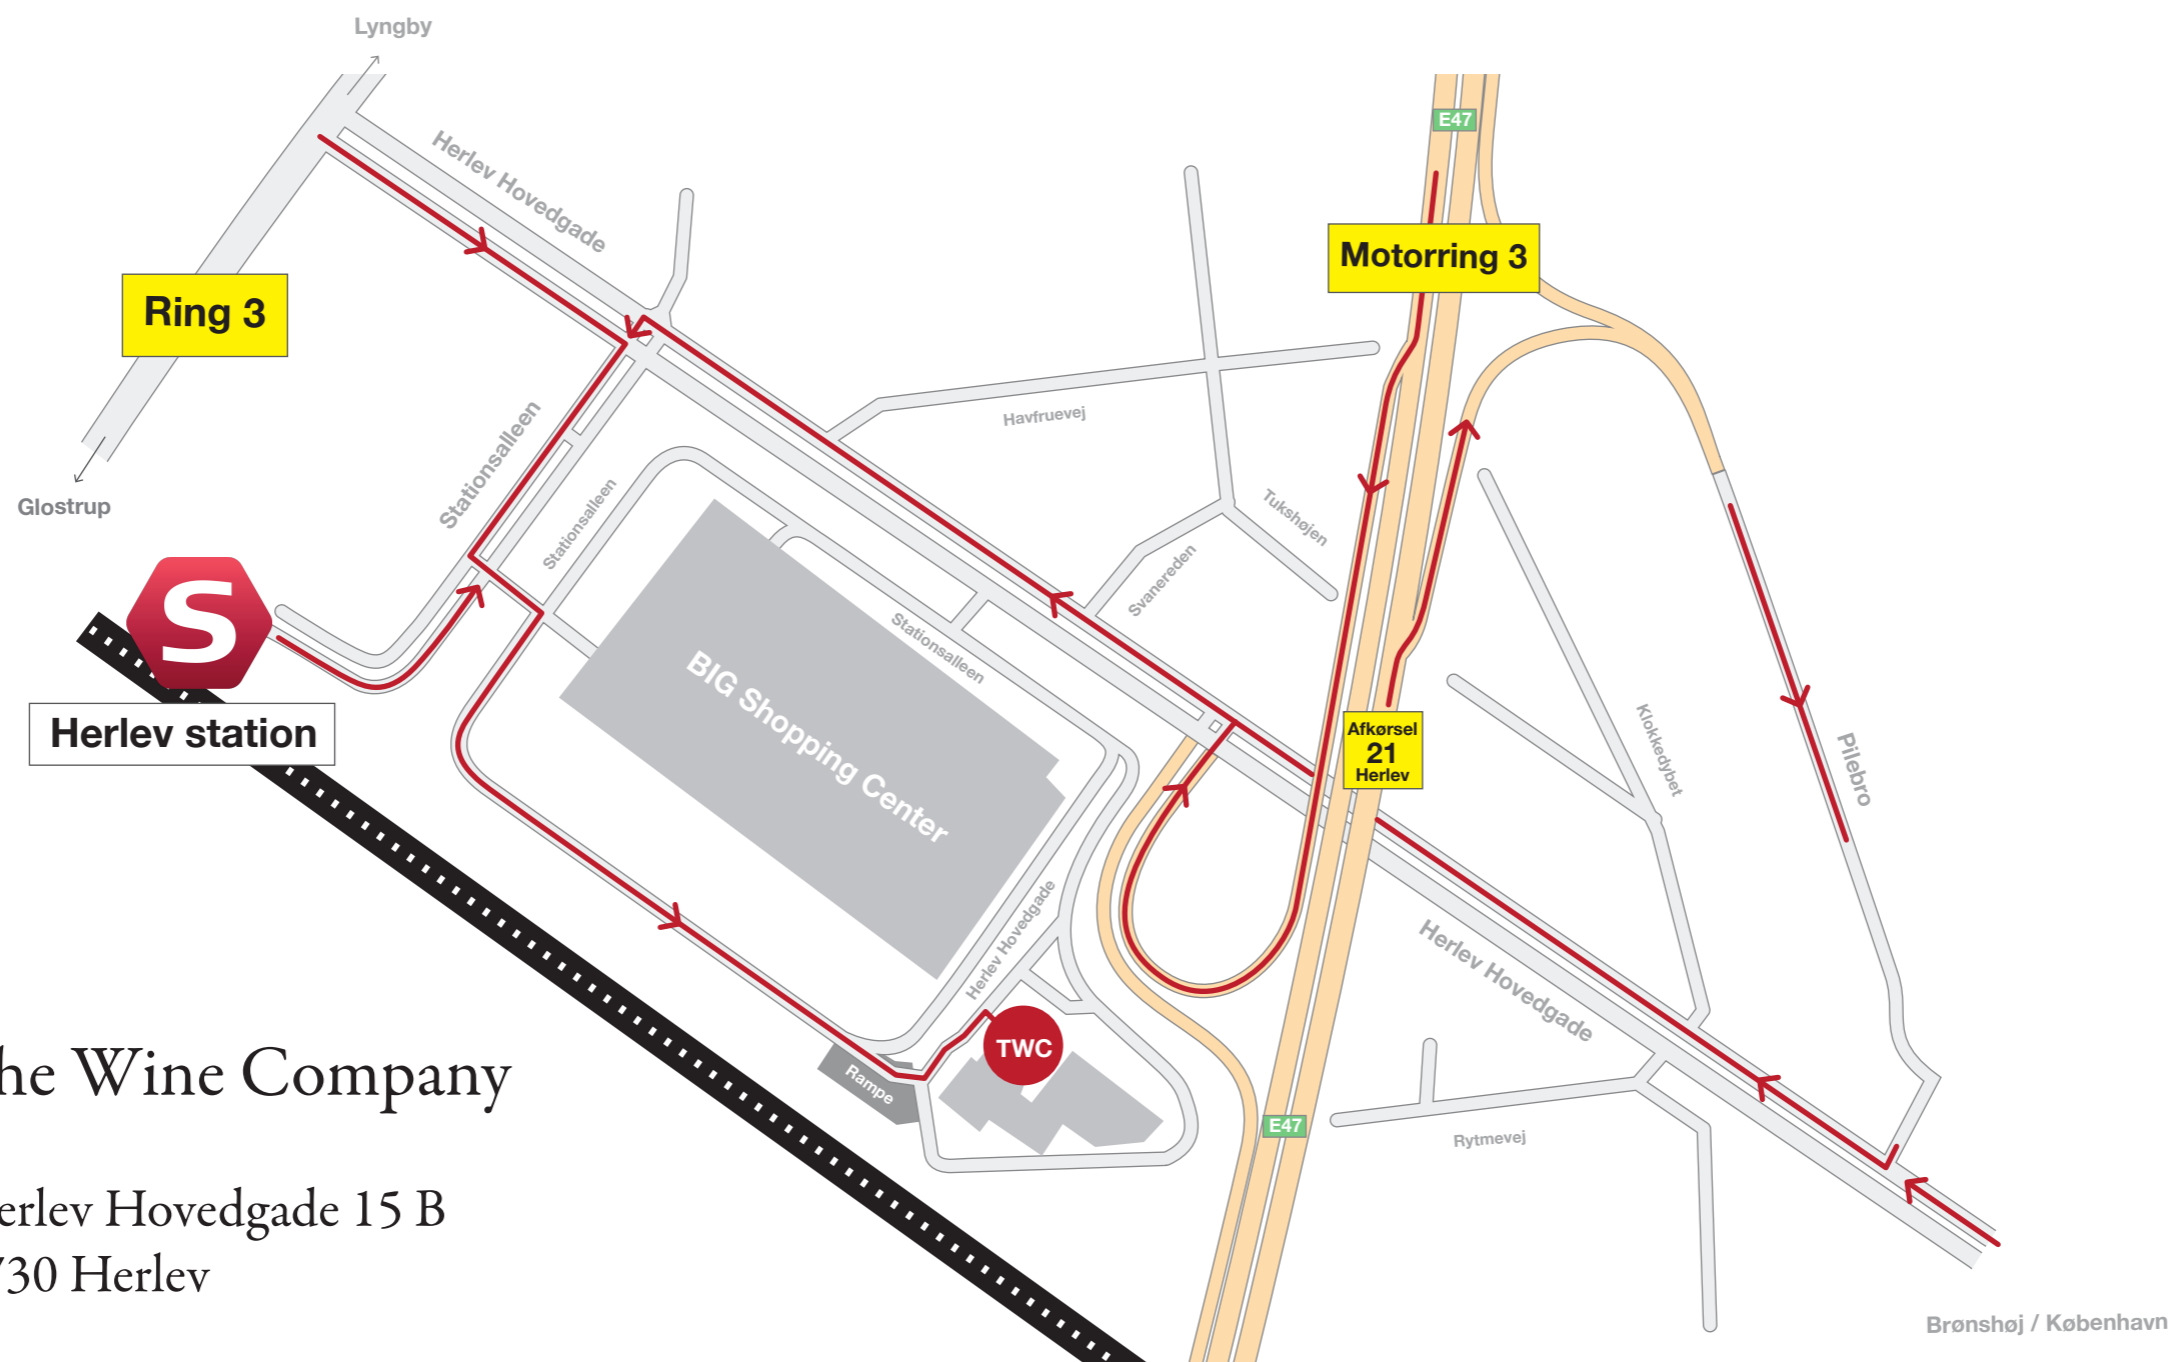 Lyngby
E47
Herlev Hovedgade
Motorring 3
Ring 3
Havfruevej
Stationsalleen
Stationsalleen
Tukshøjen
Glostrup
Svanereden
S
Stationsalleen
Herlev station
BIG Shopping Center
Afkørsel
21
Herlev
Klokkedybet
Pilebro
Herlev Hovedgade
Herlev Hovedgade
TWC
Rampe
he Wine Company
E47
Rytmevej
erlev Hovedgade 15 B
730 Herlev
Brønshøj / København